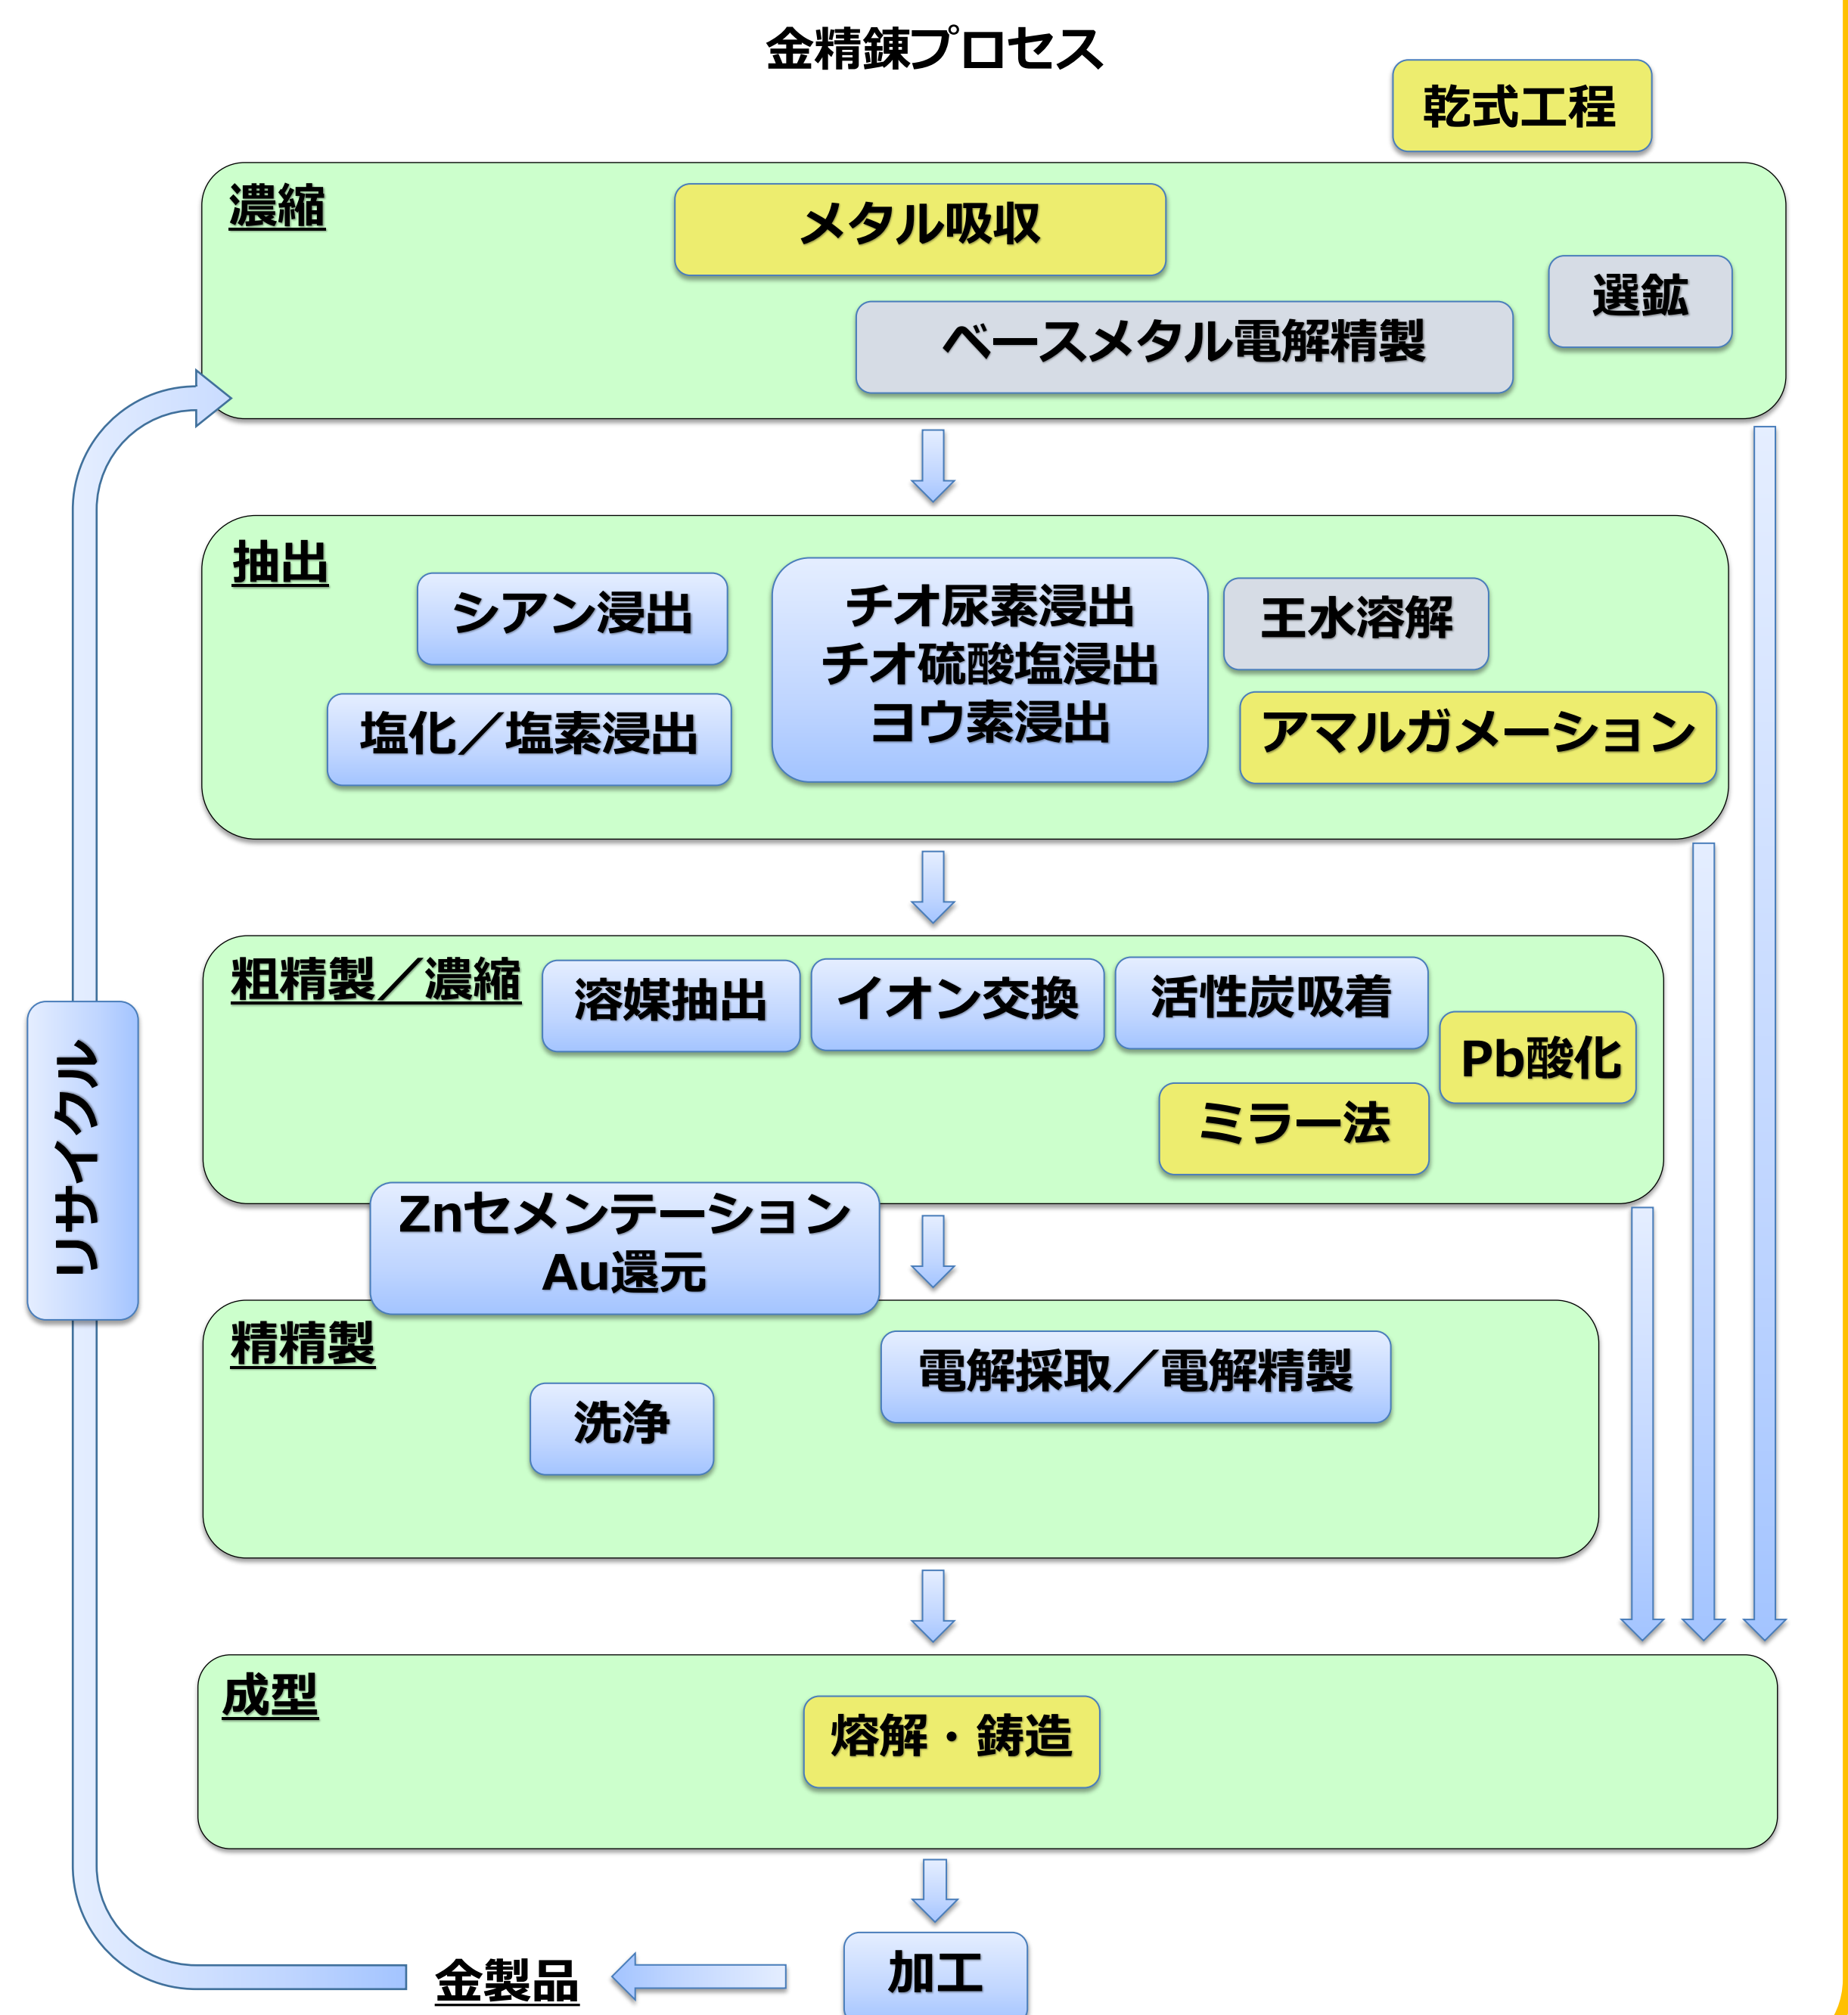 金精錬プロセス
乾式工程
濃縮
メタル吸収
選鉱
ベースメタル電解精製
抽出
シアン浸出
チオ尿素浸出
チオ硫酸塩浸出
ヨウ素浸出
王水溶解
塩化／塩素浸出
アマルガメーション
粗精製／濃縮
溶媒抽出
イオン交換
活性炭吸着
Pb酸化
ミラー法
リサイクル
Znセメンテーション
Au還元
精精製
電解採取／電解精製
洗浄
成型
熔解・鋳造
加工
金製品